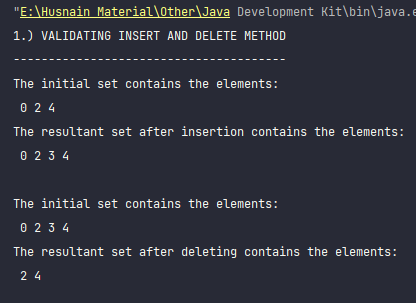 "E:\Husnain Material\Other\Java Development Kit\bin\java.e
1.) VALIDATING INSERT AND DELETE METHOD
---------------------------------------
The initial set contains the elements:
0 2 4
The resultant set after insertion contains the elements:
0 2 3 4
The initial set contains the elements:
0 2 3 4
The resultant set after deleting contains the elements:
2 4